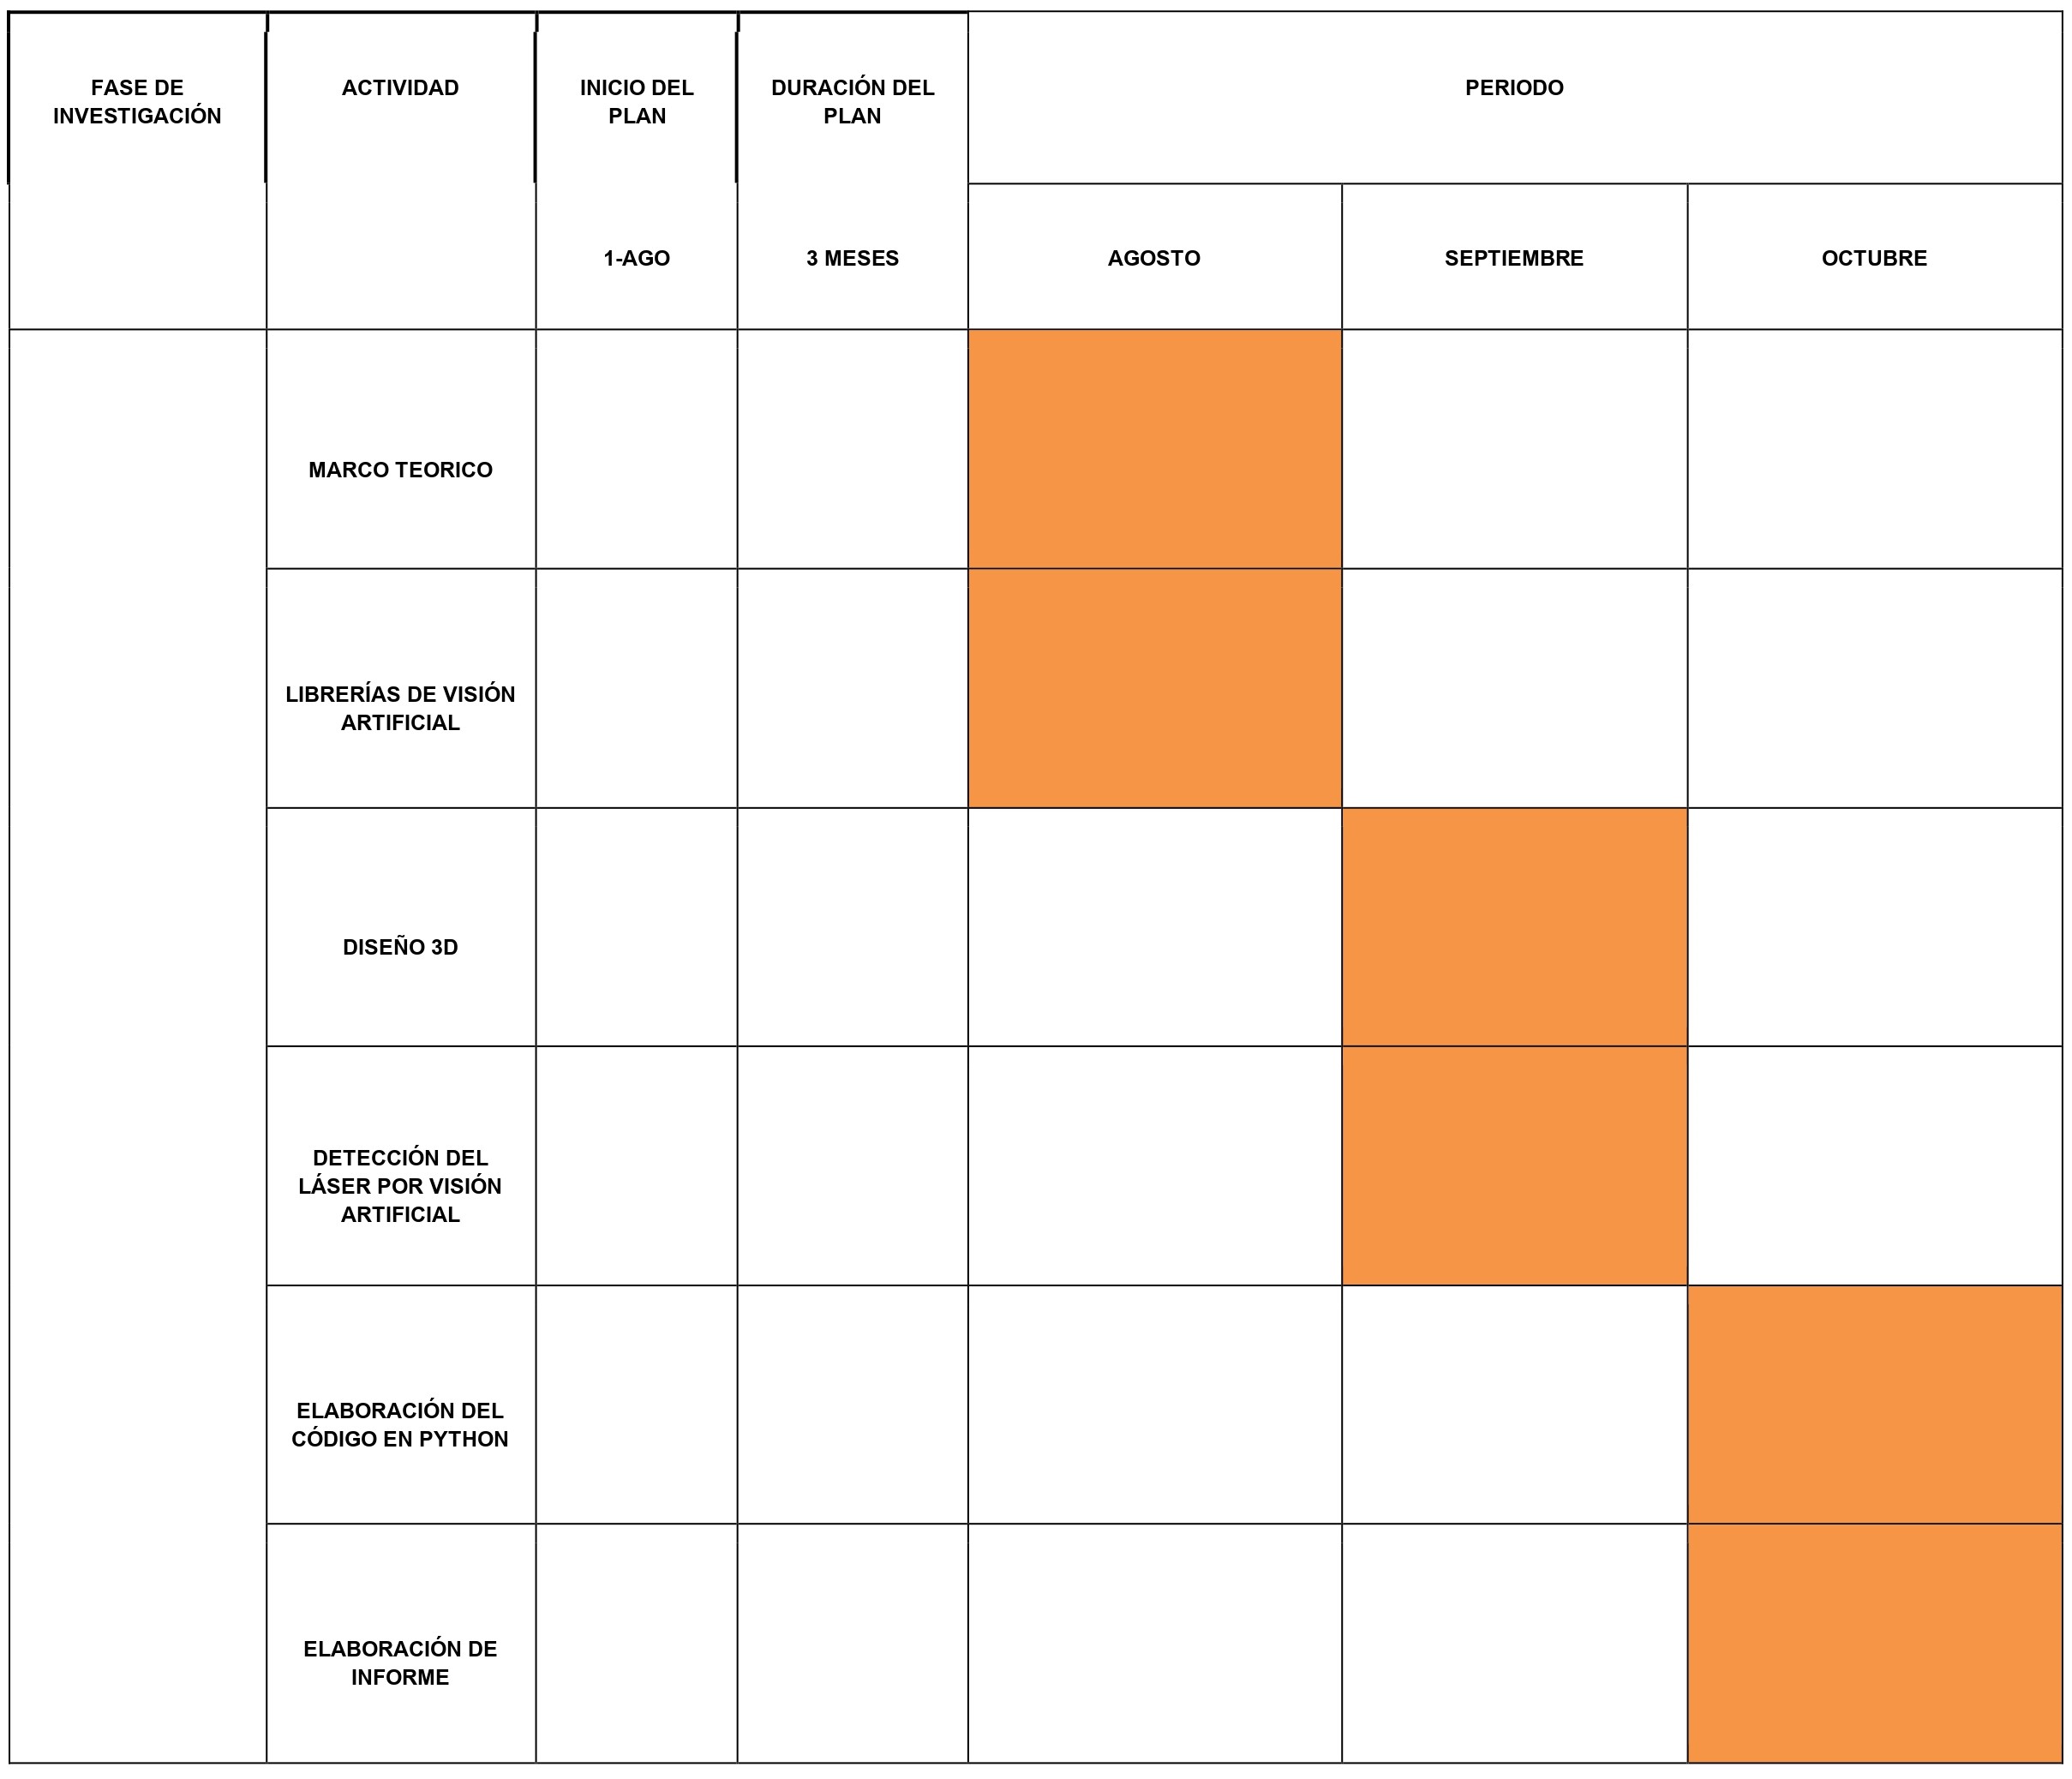 FASE DE
INVESTIGACIÓN
ACTIVIDAD
INICIO DEL
PLAN
DURACIÓN DEL
PLAN
PERIODO
1-AGO
3 MESES
AGOSTO
SEPTIEMBRE
OCTUBRE
MARCO TEORICO
LIBRERÍAS DE VISIÓN
ARTIFICIAL
DISEÑO 3D
DETECCIÓN DEL
LÁSER POR VISIÓN
ARTIFICIAL
ELABORACIÓN DEL
CÓDIGO EN PYTHON
ELABORACIÓN DE
INFORME